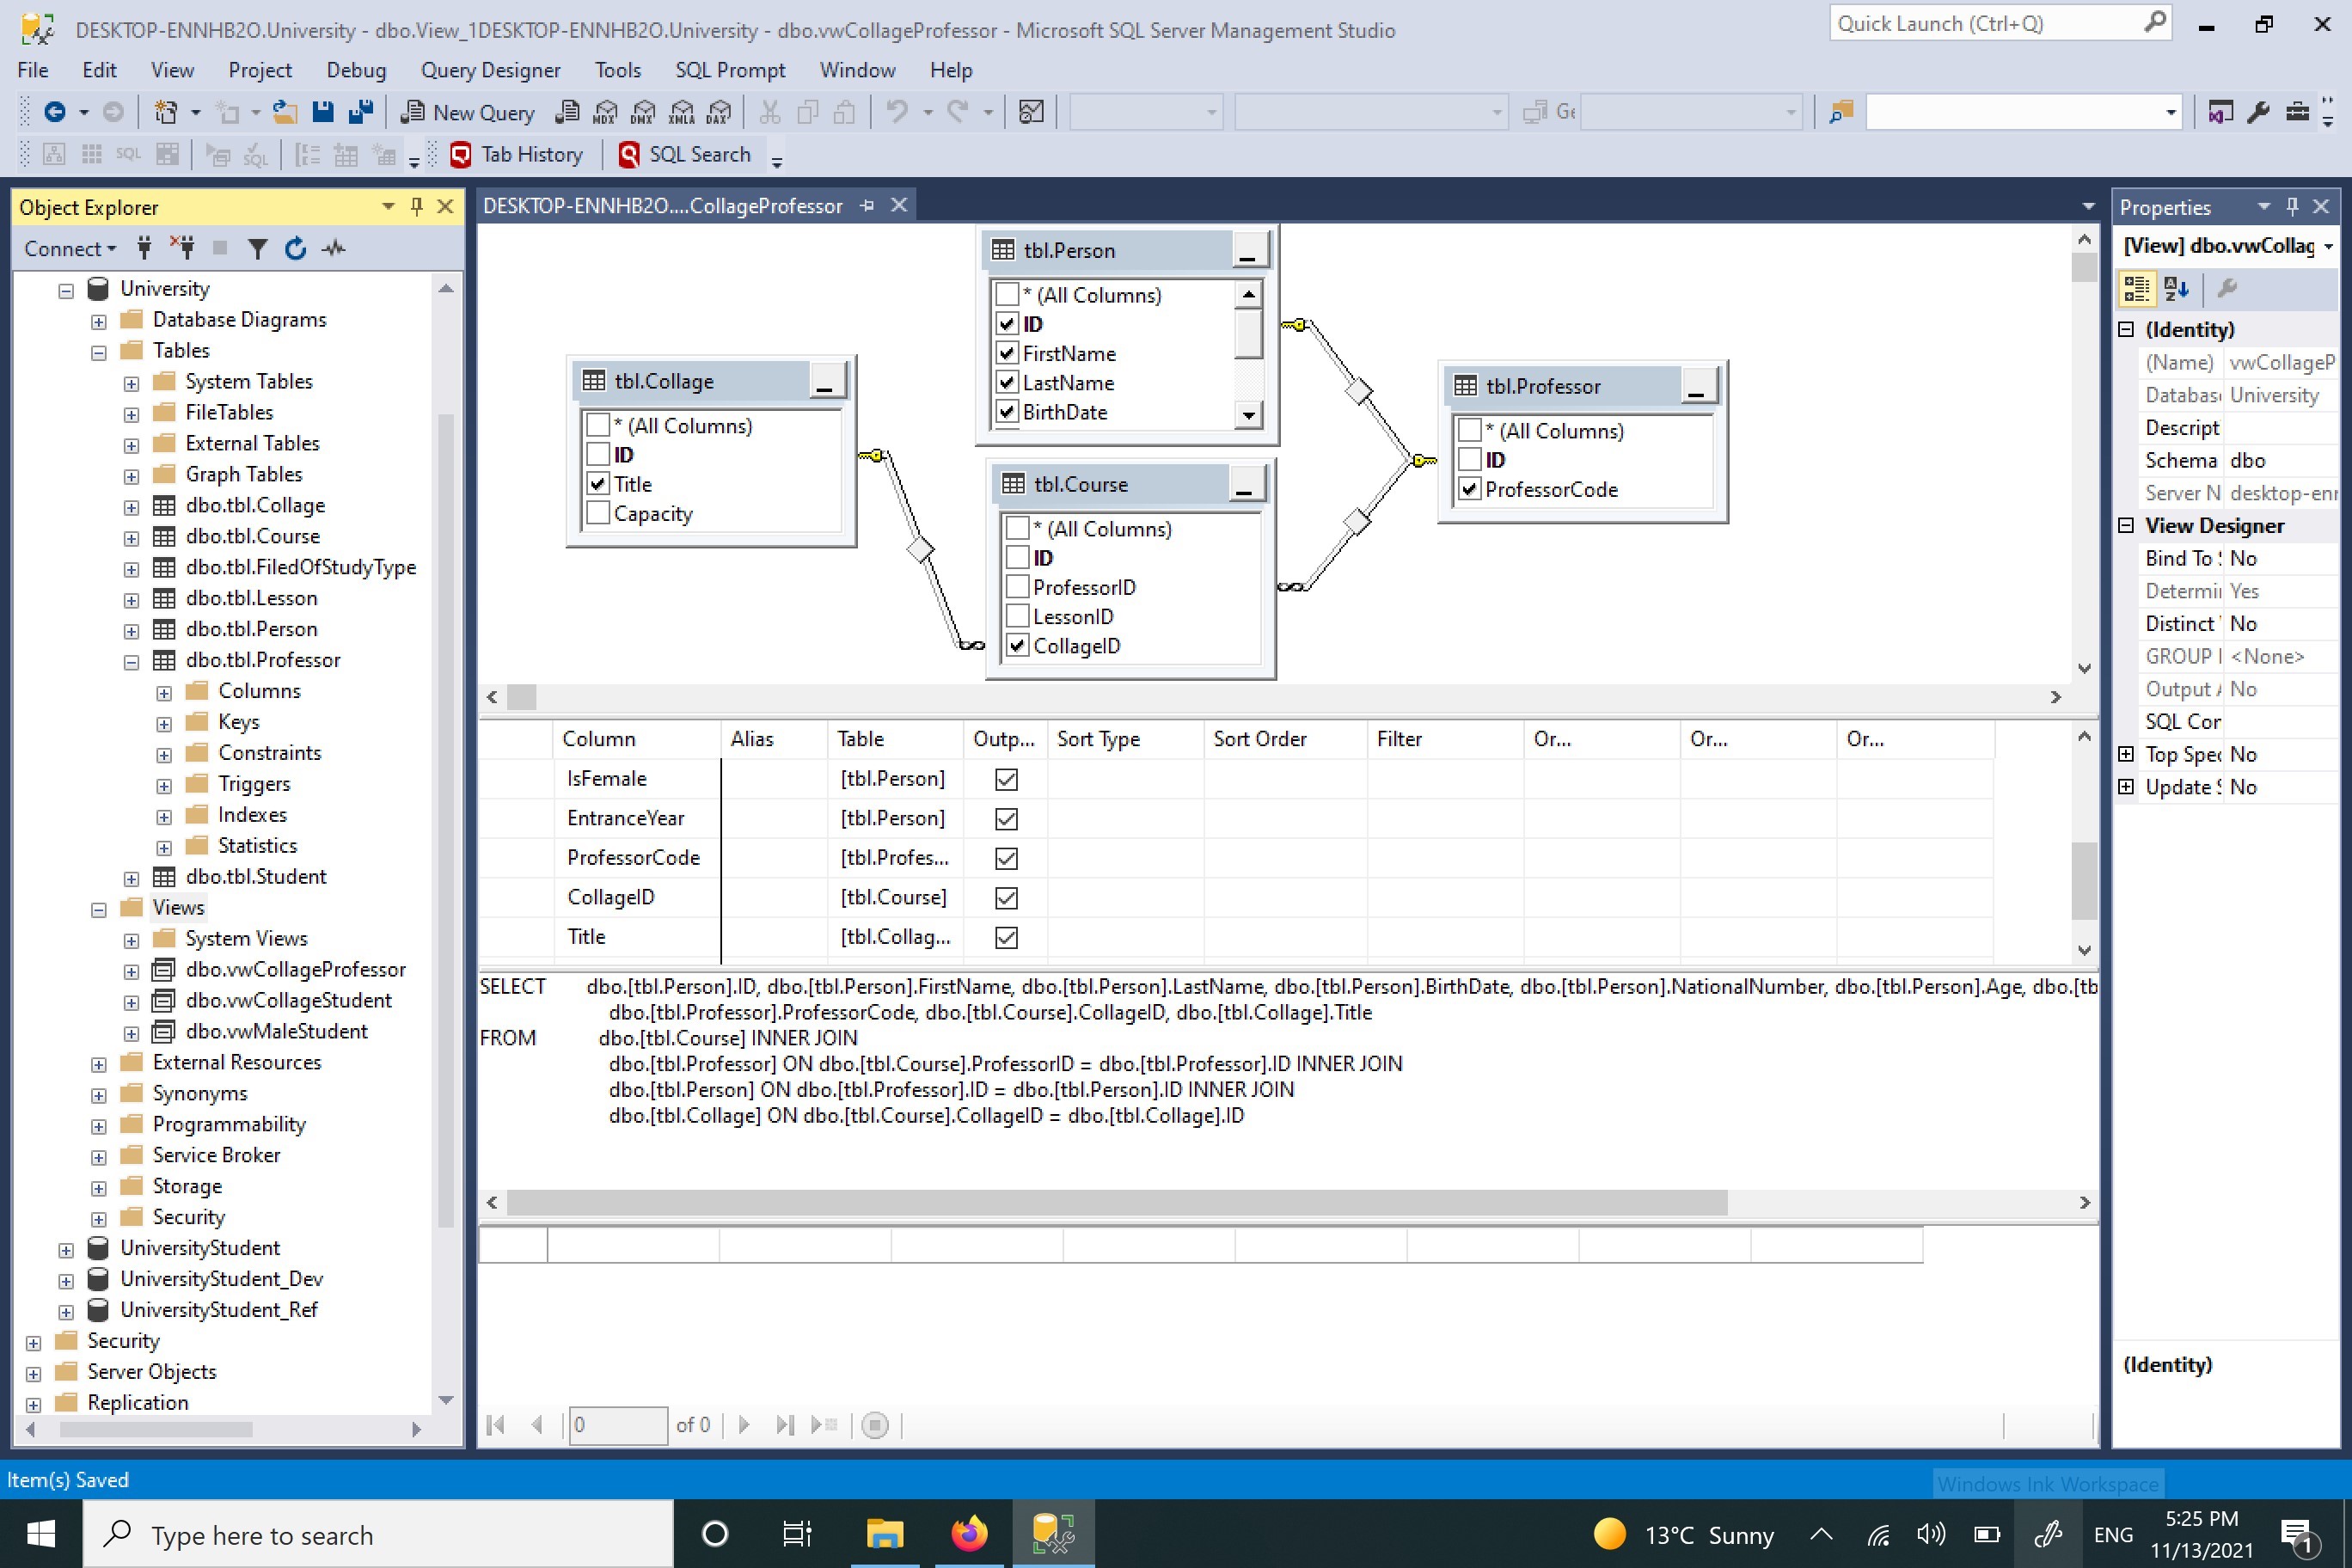 DESKTOP-ENNHB2O.University - dbo.View_1DESKTOP-ENNHB2O.University - dbo.vwCollageProfessor - Microsoft SQL Server Management Studio
Quick Launch (Ctrl+Q)
File Edit View Project Debug Query Designer Tools SQL Prompt Window Help
New Query MDX DMX XMLA DAX Ge
SQL SQL Tab History SQL Search
Object Explorer
Connect
University
Database Diagrams
Tables
System Tables
FileTables
External Tables
Graph Tables
dbo.tbl.Collage
dbo.tbl.Course
dbo.tbl.FiledOfStudyType
dbo.tbl.Lesson
dbo.tbl.Person
dbo.tbl.Professor
Columns
Keys
Constraints
Triggers
Indexes
Statistics
dbo.tbl.Student
Views
System Views
dbo.vwCollageProfessor
dbo.vwCollageStudent
dbo.vwMaleStudent
External Resources
Synonyms
Programmability
Service Broker
Storage
Security
UniversityStudent
UniversityStudent_Dev
UniversityStudent_Ref
Security
Server Objects
Replication
DESKTOP-ENNHB2O....CollageProfessor
tbl.Collage
* (All Columns)
ID
Title
Capacity
tbl.Person
* (All Columns)
ID
FirstName
LastName
BirthDate
tbl.Course
* (All Columns)
ID
ProfessorID
LessonID
CollageID
tbl.Professor
* (All Columns)
ID
ProfessorCode
Column Alias Table Outp... Sort Type Sort Order Filter Or... Or... Or...
IsFemale [tbl.Person]
EntranceYear [tbl.Person]
ProfessorCode [tbl.Profes...
CollageID [tbl.Course]
Title [tbl.Collag...
SELECT dbo.[tbl.Person].ID, dbo.[tbl.Person].FirstName, dbo.[tbl.Person].LastName, dbo.[tbl.Person].BirthDate, dbo.[tbl.Person].NationalNumber, dbo.[tbl.Person].Age, dbo.[tb
dbo.[tbl.Professor].ProfessorCode, dbo.[tbl.Course].CollageID, dbo.[tbl.Collage].Title
FROM dbo.[tbl.Course] INNER JOIN
dbo.[tbl.Professor] ON dbo.[tbl.Course].ProfessorID = dbo.[tbl.Professor].ID INNER JOIN
dbo.[tbl.Person] ON dbo.[tbl.Professor].ID = dbo.[tbl.Person].ID INNER JOIN
dbo.[tbl.Collage] ON dbo.[tbl.Course].CollageID = dbo.[tbl.Collage].ID
0 of 0
Properties
[View] dbo.vwCollag
(Identity)
(Name) vwCollageP
Databas University
Descript
Schema dbo
Server N desktop-enn
View Designer
Bind To S No
Determi Yes
Distinct No
GROUP <None>
Output A No
SQL Cor
Top Spec No
Update S No
(Identity)
Item(s) Saved
Windows Ink Workspace
Type here to search
13°C Sunny
ENG
5:25 PM
11/13/2021
1